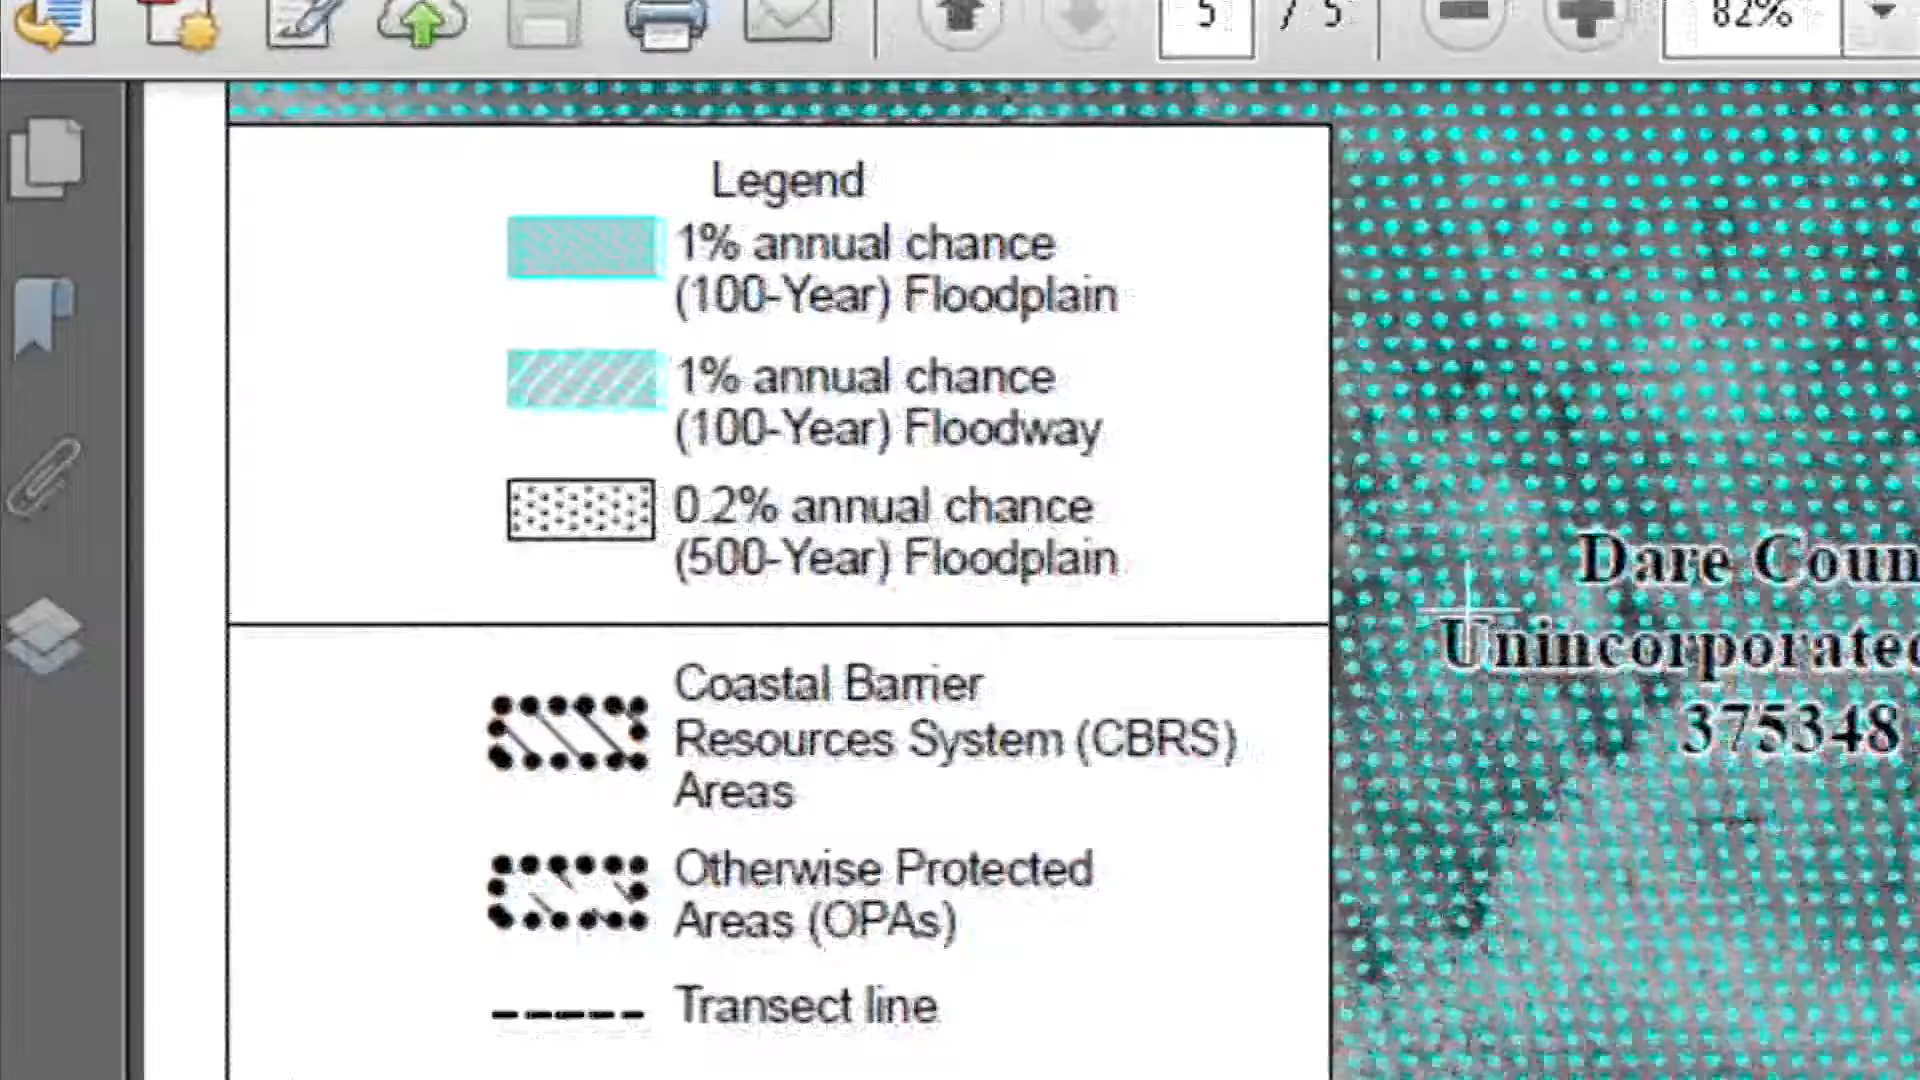 5 / 5 82%
Legend
1% annual chance
(100-Year) Floodplain
1% annual chance
(100-Year) Floodway
0.2% annual chance
(500-Year) Floodplain
Coastal Barrier
Resources System (CBRS)
Areas
Otherwise Protected
Areas (OPAs)
Transect line
Dare Coun
Unincorporated
375348